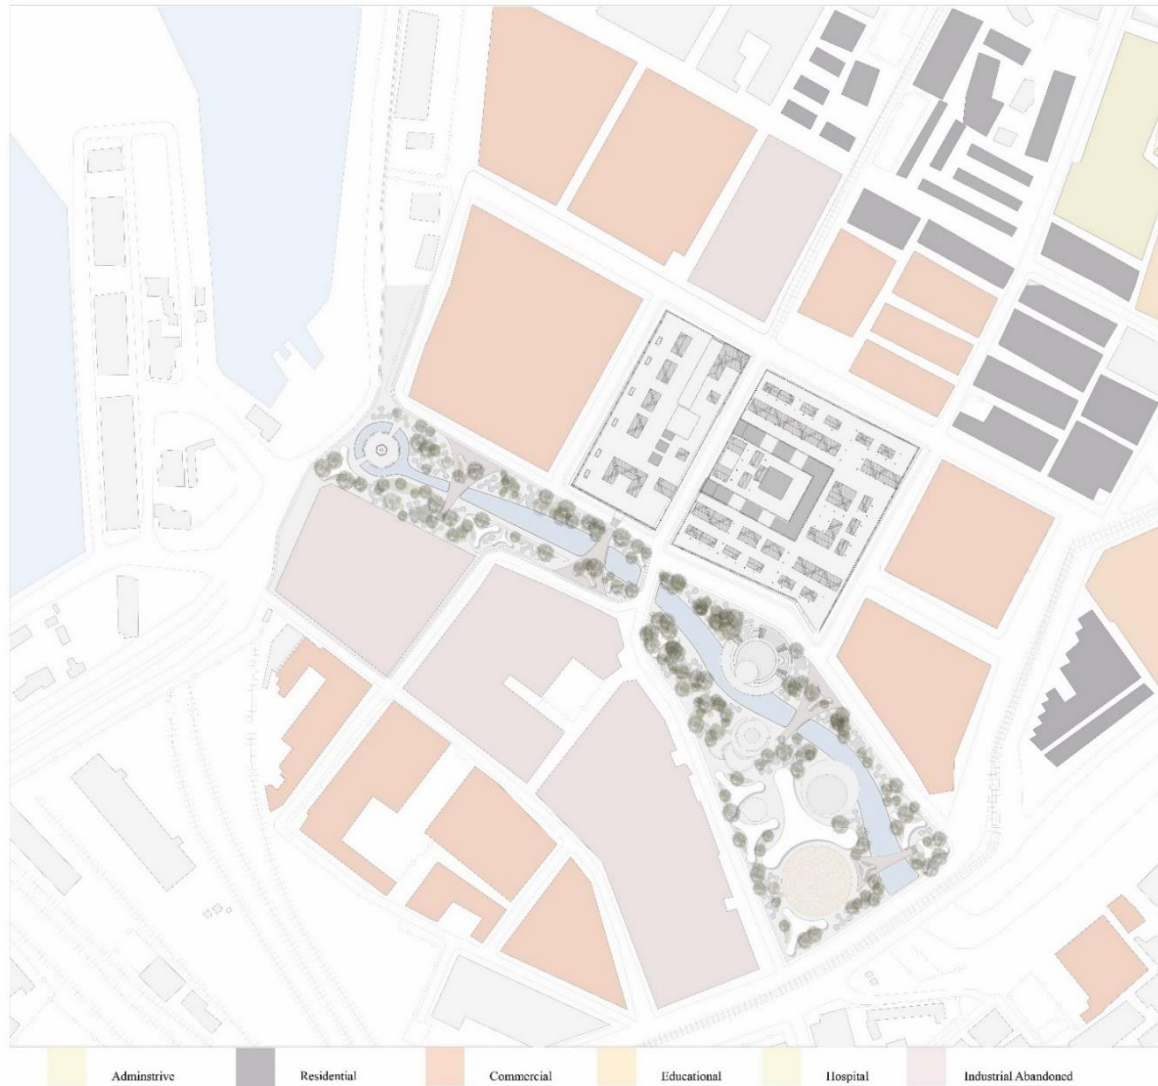 Adminstrive
Residential
Commercial
Educational
Hospital
Industrial Abandoned